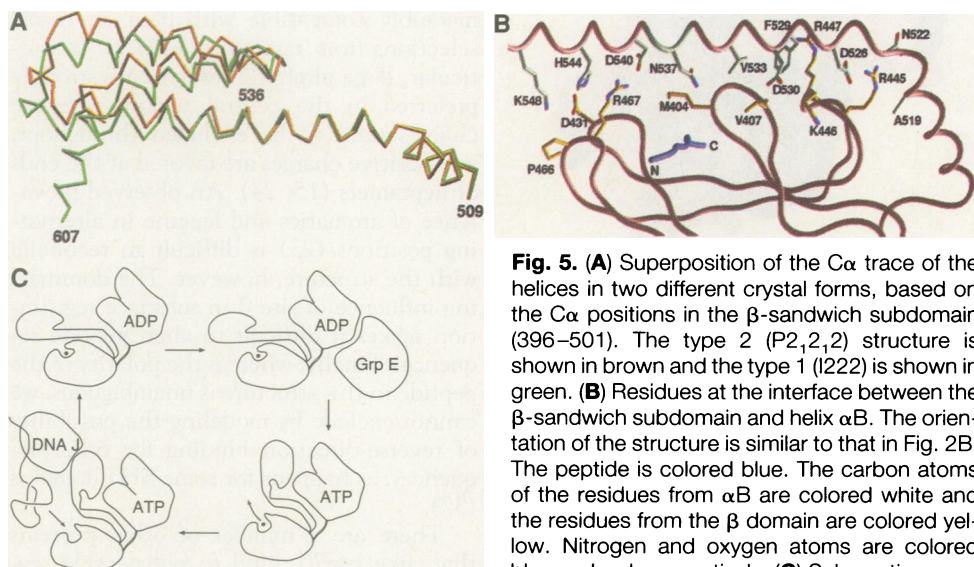 A
536
509
607
B
F529
R447
N522
H544
D540
N537
V533
D526
R445
K548
R467
M404
D530
D431
V407
K446
A519
P466
C
N
C
ADP
ADP
Grp E
DNA J
ATP
ATP
Fig. 5. (A) Superposition of the Cα trace of the
helices in two different crystal forms, based on
the Cα positions in the β-sandwich subdomain
(396–501). The type 2 (P2₁2₁2) structure is
shown in brown and the type 1 (I222) is shown in
green. (B) Residues at the interface between the
β-sandwich subdomain and helix αB. The orien-
tation of the structure is similar to that in Fig. 2B.
The peptide is colored blue. The carbon atoms
of the residues from αB are colored white and
the residues from the β domain are colored yel-
low. Nitrogen and oxygen atoms are colored